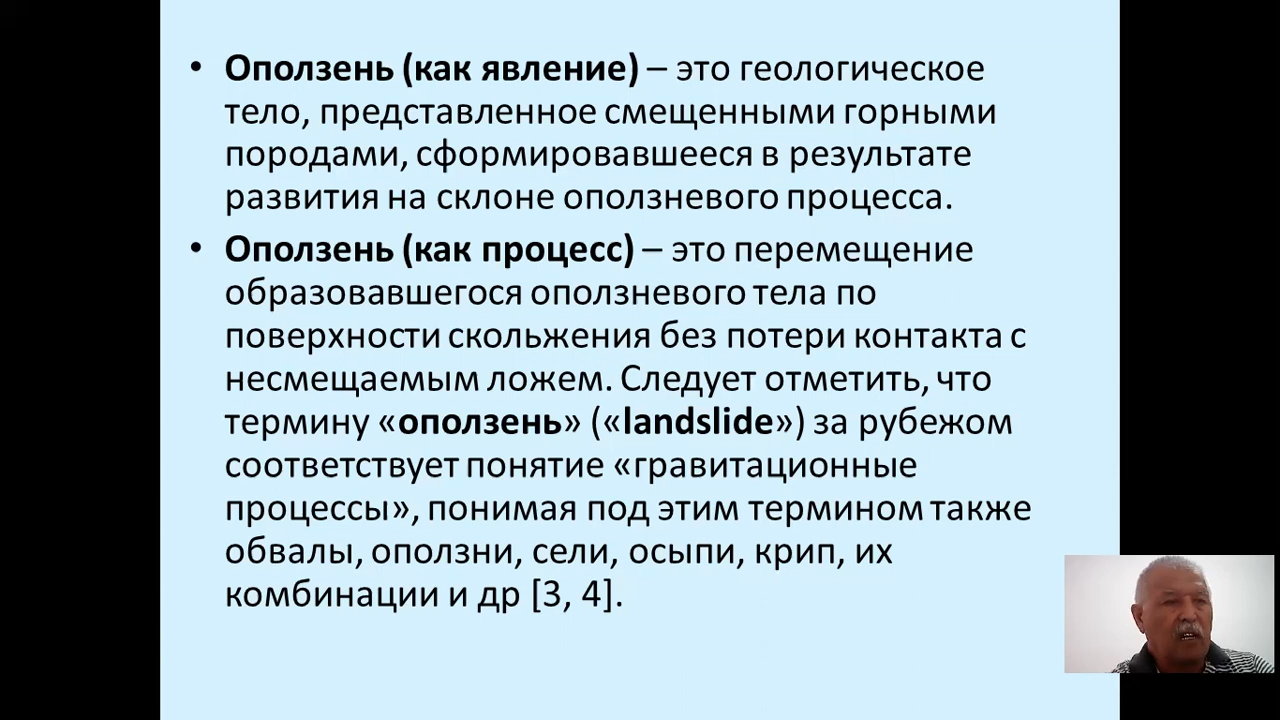 • Оползень (как явление) – это геологическое
тело, представленное смещенными горными
породами, сформировавшееся в результате
развития на склоне оползневого процесса.
• Оползень (как процесс) – это перемещение
образовавшегося оползневого тела по
поверхности скольжения без потери контакта с
несмещаемым ложем. Следует отметить, что
термину «оползень» («landslide») за рубежом
соответствует понятие «гравитационные
процессы», понимая под этим термином также
обвалы, оползни, сели, осыпи, крип, их
комбинации и др [3, 4].